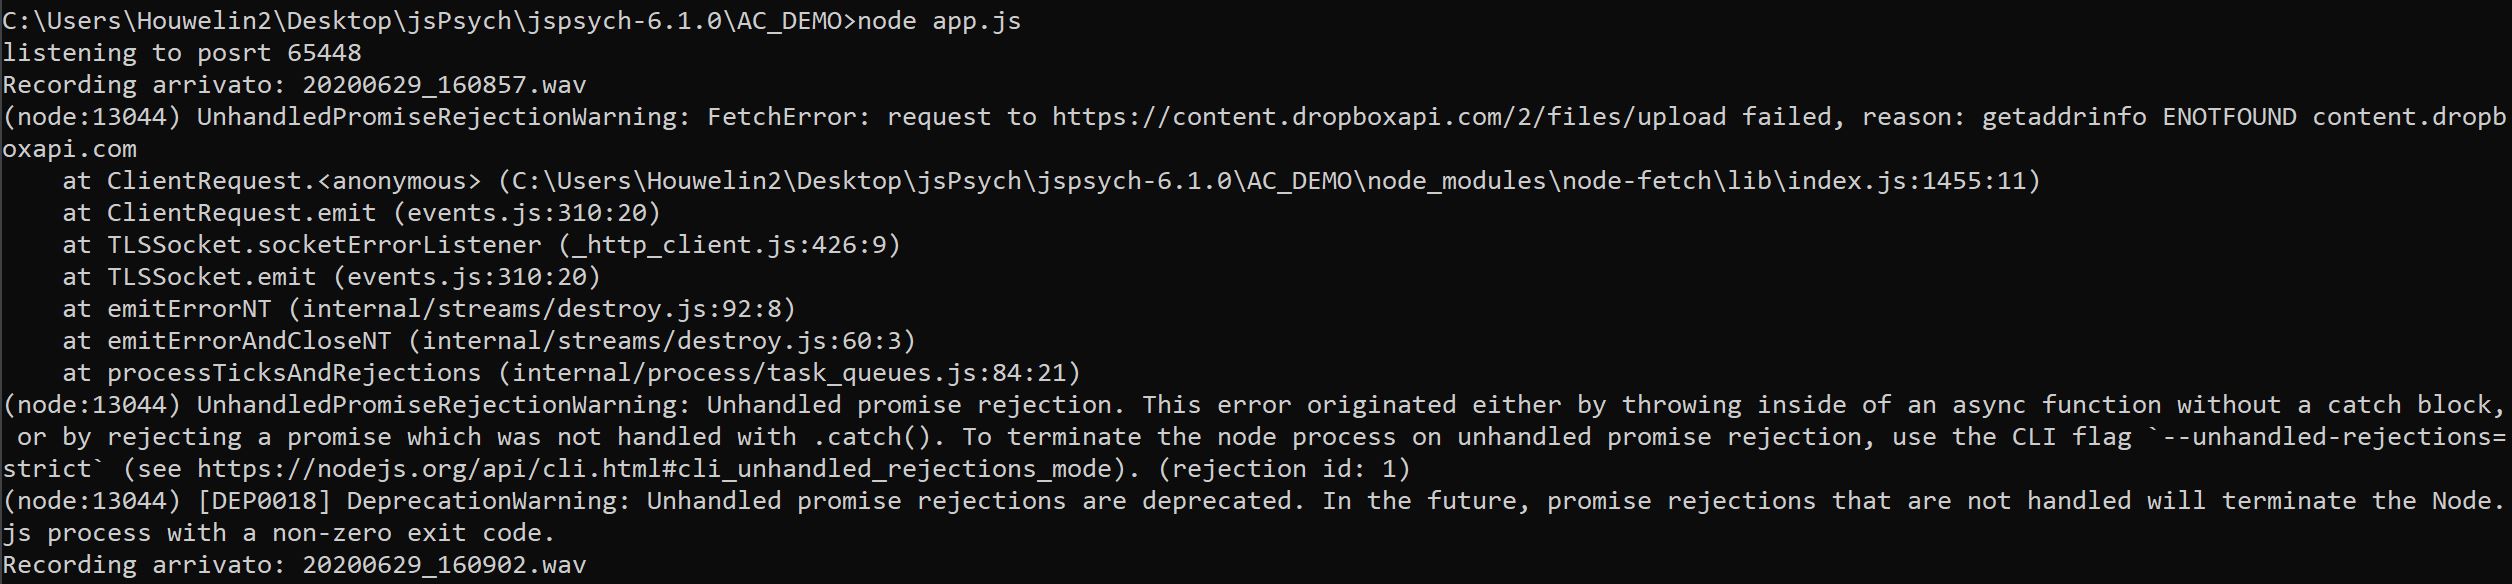 C:\Users\Houwelin2\Desktop\jsPsych\jspsych-6.1.0\AC_DEMO>node app.js
listening to posrt 65448
Recording arrivato: 20200629_160857.wav
(node:13044) UnhandledPromiseRejectionWarning: FetchError: request to https://content.dropboxapi.com/2/files/upload failed, reason: getaddrinfo ENOTFOUND content.dropb
oxapi.com
    at ClientRequest.<anonymous> (C:\Users\Houwelin2\Desktop\jsPsych\jspsych-6.1.0\AC_DEMO\node_modules\node-fetch\lib\index.js:1455:11)
    at ClientRequest.emit (events.js:310:20)
    at TLSSocket.socketErrorListener (_http_client.js:426:9)
    at TLSSocket.emit (events.js:310:20)
    at emitErrorNT (internal/streams/destroy.js:92:8)
    at emitErrorAndCloseNT (internal/streams/destroy.js:60:3)
    at processTicksAndRejections (internal/process/task_queues.js:84:21)
(node:13044) UnhandledPromiseRejectionWarning: Unhandled promise rejection. This error originated either by throwing inside of an async function without a catch block,
 or by rejecting a promise which was not handled with .catch(). To terminate the node process on unhandled promise rejection, use the CLI flag `--unhandled-rejections=
strict` (see https://nodejs.org/api/cli.html#cli_unhandled_rejections_mode). (rejection id: 1)
(node:13044) [DEP0018] DeprecationWarning: Unhandled promise rejections are deprecated. In the future, promise rejections that are not handled will terminate the Node.
js process with a non-zero exit code.
Recording arrivato: 20200629_160902.wav